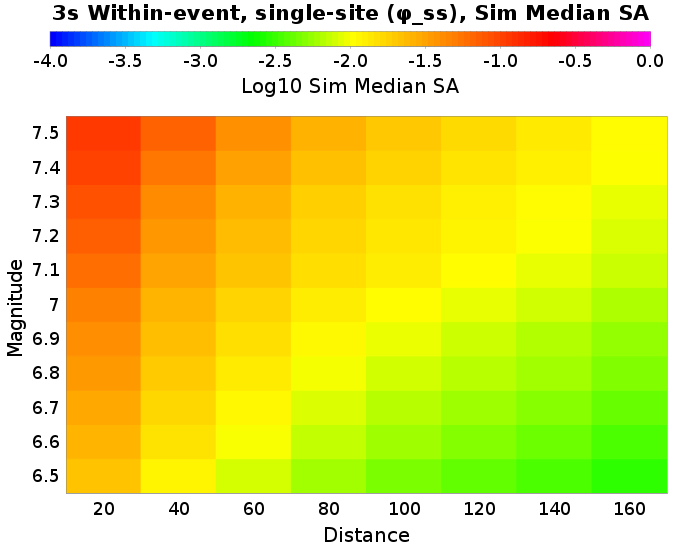 3s Within-event, single-site (φ_ss), Sim Median SA
-4.0 -3.5 -3.0 -2.5 -2.0 -1.5 -1.0 -0.5 0.0
Log10 Sim Median SA
7.5
7.4
7.3
7.2
7.1
7
6.9
6.8
6.7
6.6
6.5
Magnitude
20 40 60 80 100 120 140 160
Distance